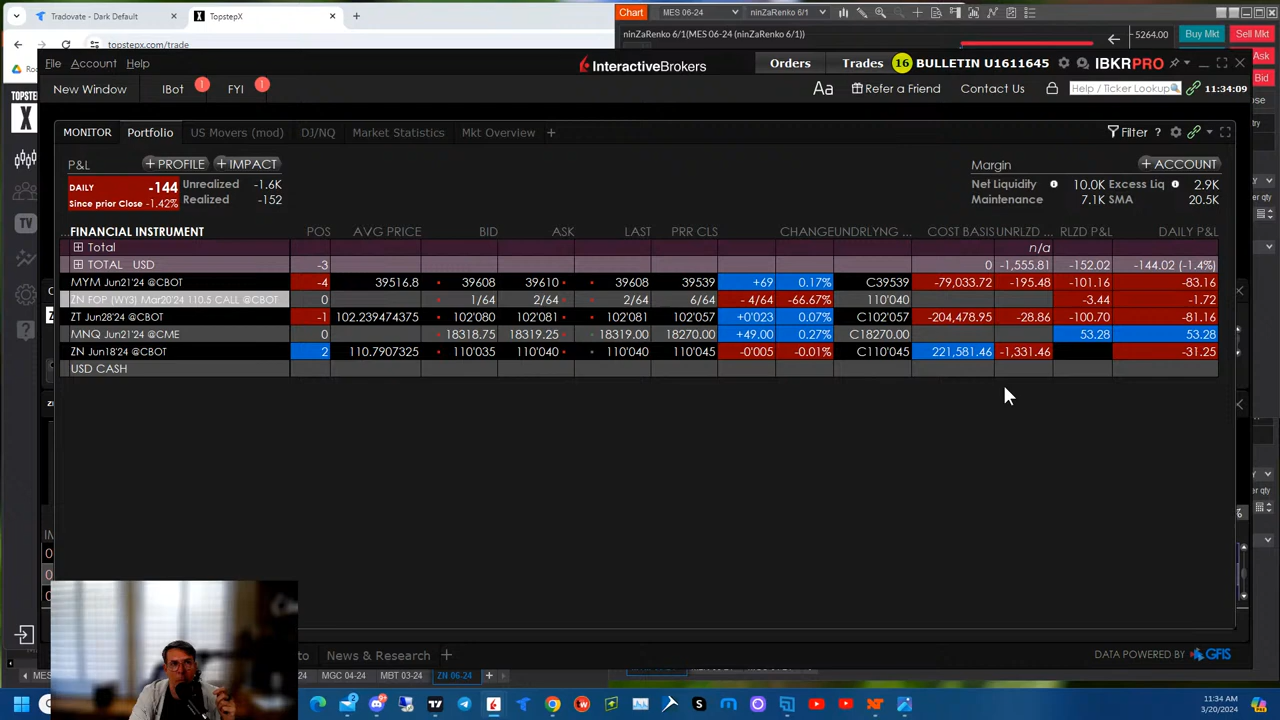 Tradovate - Dark Default
TopstepX
Chart MES 06-24 ninZaRenko 6/1
topstepx.com/trade
ninZaRenko 6/1(MES 06-24 (ninZaRenko 6/1))
5264.00 Buy Mkt Sell Mkt
File Account Help
InteractiveBrokers
Orders Trades 16 BULLETIN U1611645 IBKRPRO
New Window IBot FYI
Aa Refer a Friend Contact Us Help / Ticker Lookup 11:34:09
MONITOR Portfolio US Movers (mod) DJ/NQ Market Statistics Mkt Overview +
Filter ?
P&L + PROFILE + IMPACT
Margin + ACCOUNT
DAILY -144 Unrealized -1.6K
Since prior Close -1.42% Realized -152
Net Liquidity 10.0K Excess Liq 2.9K
Maintenance 7.1K SMA 20.5K
... FINANCIAL INSTRUMENT POS AVG PRICE BID ASK LAST PRR CLS CHANGE UNDRLYNG ... COST BASIS UNRLZD ... RLZD P&L DAILY P&L
Total n/a
TOTAL USD -3 0 -1,555.81 -152.02 -144.02 (-1.4%)
MYM Jun21'24 @CBOT -4 39516.8 39608 39610 39608 39539 +69 0.17% C39539 -79,033.72 -195.48 -101.16 -83.16
ZN FOP (WY3) Mar20'24 110.5 CALL @CBOT 0 1/64 2/64 2/64 6/64 - 4/64 -66.67% 110'040 -3.44 -1.72
ZT Jun28'24 @CBOT -1 102.239474375 102'080 102'081 102'081 102'057 +0'023 0.07% C102'057 -204,478.95 -28.86 -100.70 -81.16
MNQ Jun21'24 @CME 0 18318.75 18319.25 18319.00 18270.00 +49.00 0.27% C18270.00 53.28 53.28
ZN Jun18'24 @CBOT 2 110.7907325 110'035 110'040 110'040 110'045 -0'005 -0.01% C110'045 221,581.46 -1,331.46 -31.25
USD CASH
News & Research +
DATA POWERED BY GFIS
MGC 04-24 MBT 03-24 ZN 06-24 +
11:34 AM
3/20/2024